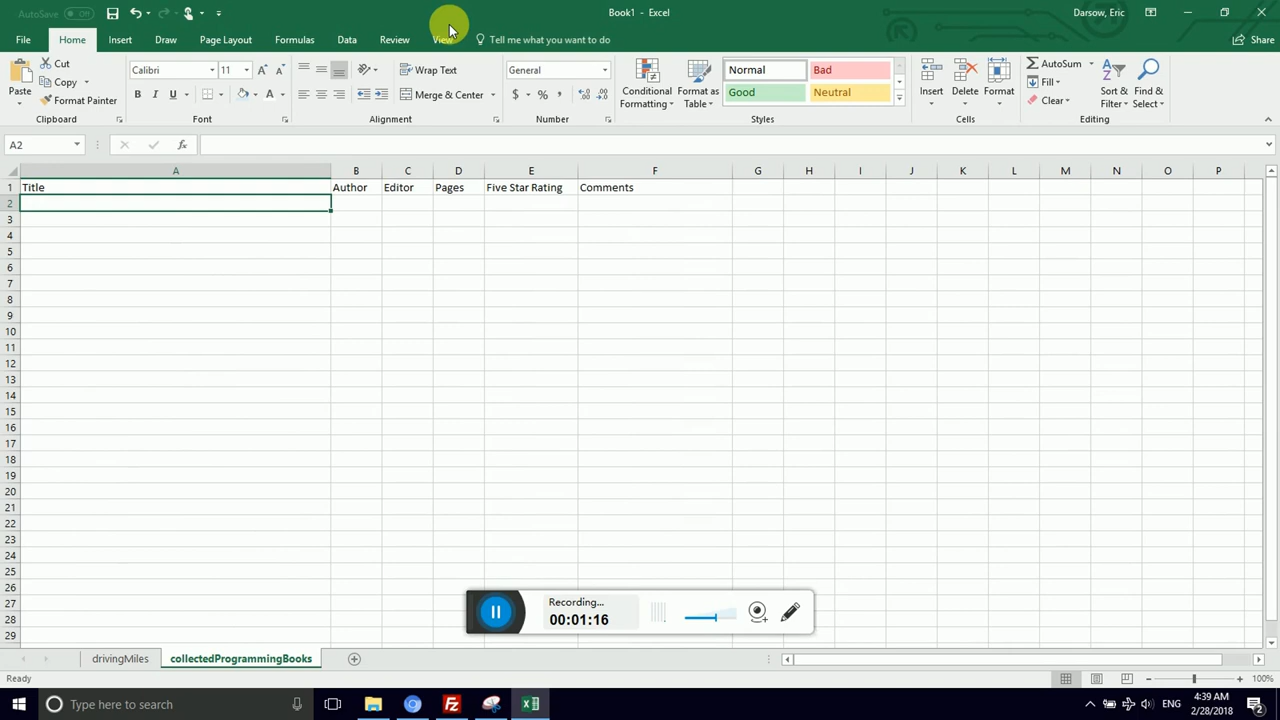 AutoSave Off
Book1 - Excel
Darsow, Eric
File Home Insert Draw Page Layout Formulas Data Review View Tell me what you want to do Share
Paste
Cut
Copy
Format Painter
Clipboard
Calibri 11
B I U A
Font
Wrap Text
Merge & Center
Alignment
General
$ % ,
Number
Conditional Formatting
Format as Table
Normal Bad
Good Neutral
Styles
Insert Delete Format
Cells
AutoSum
Fill
Clear
Sort & Filter
Find & Select
Editing
A2 fx
A B C D E F G H I J K L M N O P
1 Title Author Editor Pages Five Star Rating Comments
2
3
4
5
6
7
8
9
10
11
12
13
14
15
16
17
18
19
20
21
22
23
24
25
26
27
28
29
Recording...
00:01:16
drivingMiles collectedProgrammingBooks
Ready
100%
Type here to search
ENG
4:39 AM
2/28/2018
2